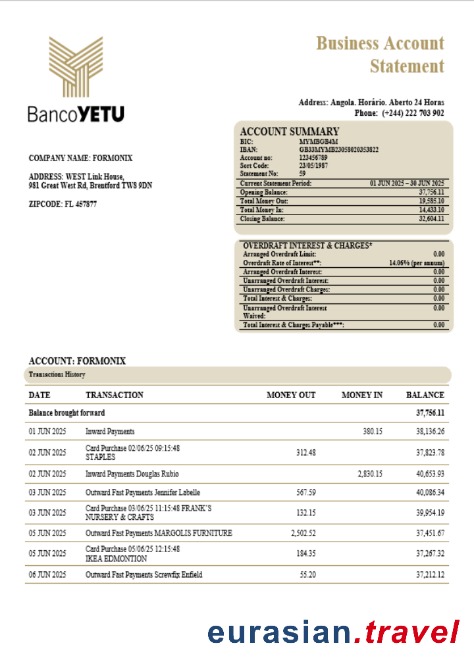 Business Account
Statement
BancoYETU
Address: Angola. Horário. Aberto 24 Horas
Phone: (+244) 222 703 902
COMPANY NAME: FORMONIX
ADDRESS: WEST Link House,
981 Great West Rd, Brentford TW8 9DN
ZIPCODE: FL 457877
ACCOUNT SUMMARY
BIC: MYMBGB4M
IBAN: GB33MYMB23058020353822
Account no: 123456789
Sort Code: 23/05/1987
Statement No: 59
Current Statement Period: 01 JUN 2025 – 30 JUN 2025
Opening Balance: 37,756.11
Total Money Out: 19,585.10
Total Money In: 14,433.10
Closing Balance: 32,604.11
OVERDRAFT INTEREST & CHARGES*
Arranged Overdraft Limit: 0.00
Overdraft Rate of Interest**: 14.06% (per annum)
Arranged Overdraft Interest: 0.00
Unarranged Overdraft Interest: 0.00
Unarranged Overdraft Charges: 0.00
Total Interest & Charges: 0.00
Unarranged Overdraft Interest 0.00
Waived:
Total Interest & Charges Payable***: 0.00
ACCOUNT: FORMONIX
Transactions History
DATE TRANSACTION MONEY OUT MONEY IN BALANCE
Balance brought forward 37,756.11
01 JUN 2025 Inward Payments 380.15 38,136.26
02 JUN 2025 Card Purchase 02/06/25 09:15:48 312.48 37,823.78
STAPLES
02 JUN 2025 Inward Payments Douglas Rubio 2,830.15 40,653.93
03 JUN 2025 Outward Fast Payments Jennifer Labelle 567.59 40,086.34
03 JUN 2025 Card Purchase 03/06/25 11:15:48 FRANK'S 132.15 39,954.19
NURSERY & CRAFTS
05 JUN 2025 Outward Fast Payments MARGOLIS FURNITURE 2,502.52 37,451.67
05 JUN 2025 Card Purchase 05/06/25 12:15:48 184.35 37,267.32
IKEA EDMONTION
06 JUN 2025 Outward Fast Payments Screwfix Enfield 55.20 37,212.12
eurasian.travel